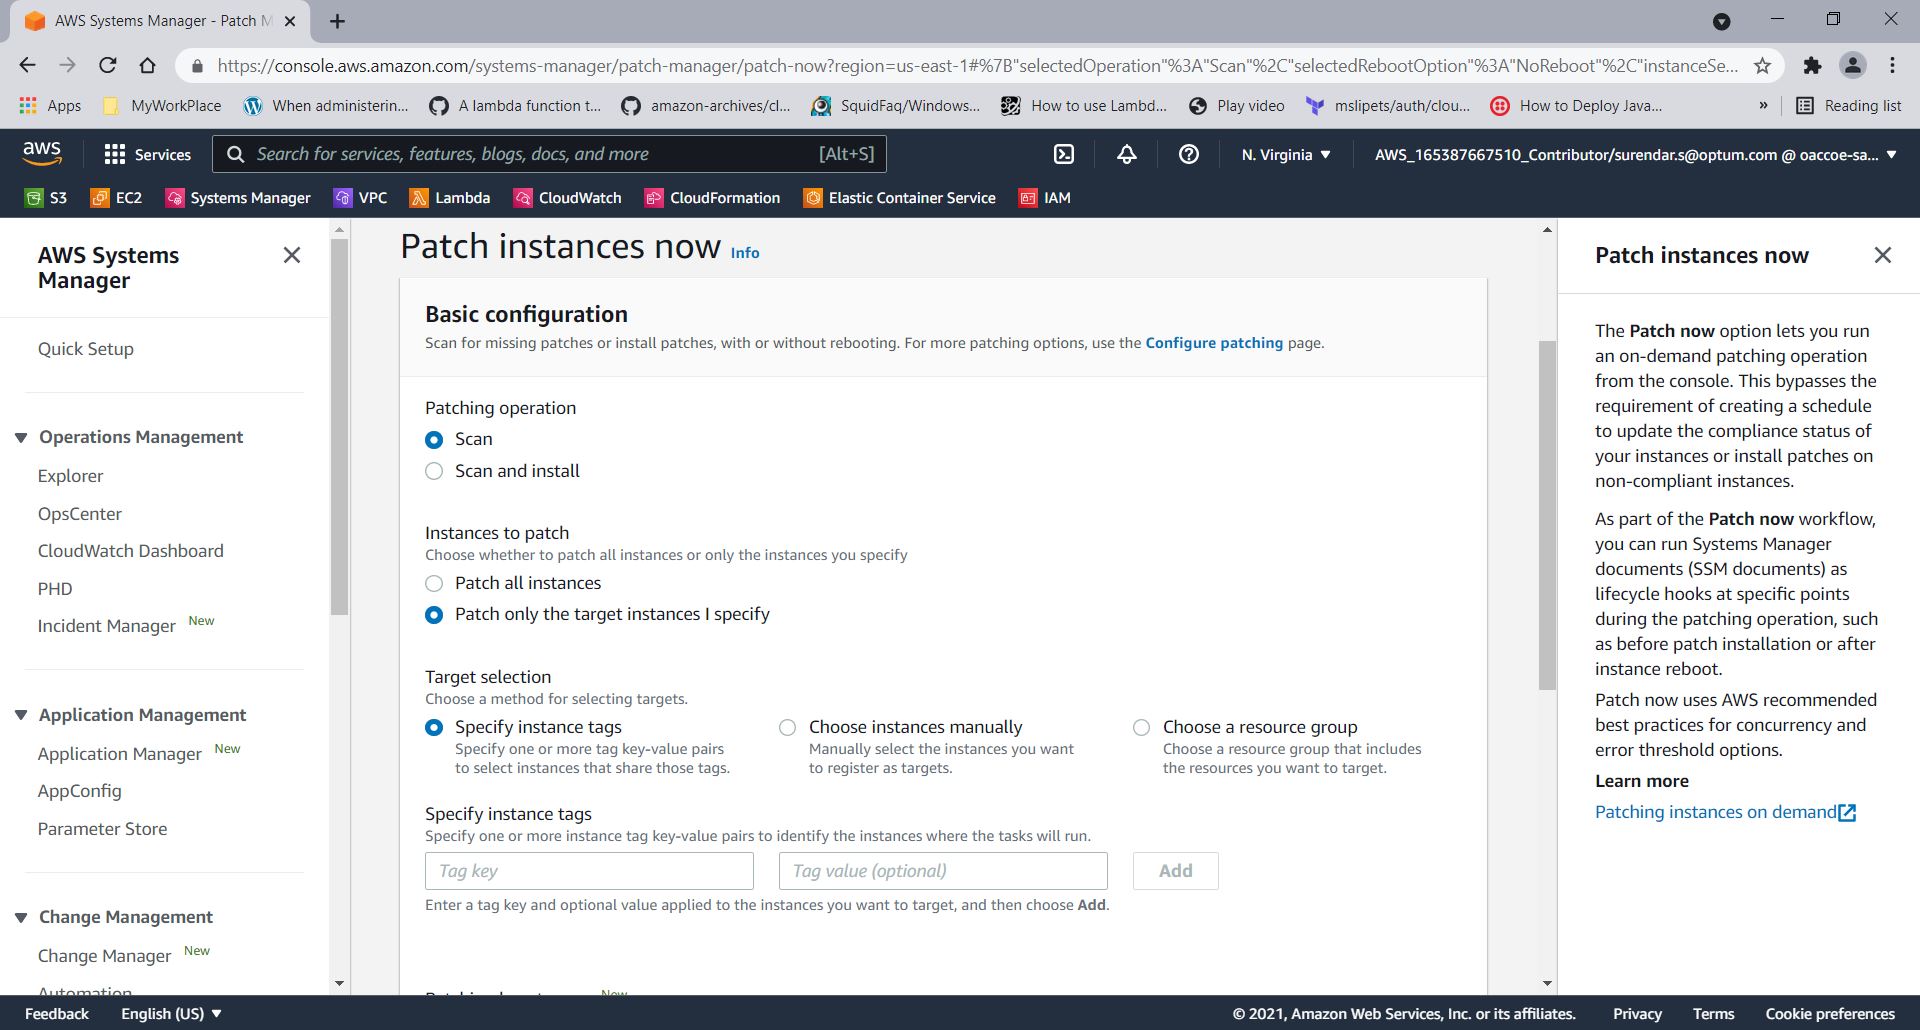 AWS Systems Manager - Patch M
https://console.aws.amazon.com/systems-manager/patch-manager/patch-now?region=us-east-1#%7B"selectedOperation"%3A"Scan"%2C"selectedRebootOption"%3A"NoReboot"%2C"instanceSe...
Apps MyWorkPlace When administerin... A lambda function t... amazon-archives/cl... SquidFaq/Windows... How to use Lambd... Play video mslipets/auth/clou... How to Deploy Java... » Reading list
aws Services Search for services, features, blogs, docs, and more [Alt+S] N. Virginia AWS_165387667510_Contributor/surendar.s@optum.com @ oaccoe-sa...
S3 EC2 Systems Manager VPC Lambda CloudWatch CloudFormation Elastic Container Service IAM
AWS Systems
Manager
Quick Setup
Operations Management
Explorer
OpsCenter
CloudWatch Dashboard
PHD
Incident Manager New
Application Management
Application Manager New
AppConfig
Parameter Store
Change Management
Change Manager New
Automation
Patch instances now Info
Basic configuration
Scan for missing patches or install patches, with or without rebooting. For more patching options, use the Configure patching page.
Patching operation
Scan
Scan and install
Instances to patch
Choose whether to patch all instances or only the instances you specify
Patch all instances
Patch only the target instances I specify
Target selection
Choose a method for selecting targets.
Specify instance tags
Specify one or more tag key-value pairs
to select instances that share those tags.
Choose instances manually
Manually select the instances you want
to register as targets.
Choose a resource group
Choose a resource group that includes
the resources you want to target.
Specify instance tags
Specify one or more instance tag key-value pairs to identify the instances where the tasks will run.
Tag key Tag value (optional) Add
Enter a tag key and optional value applied to the instances you want to target, and then choose Add.
New
Patch instances now
The Patch now option lets you run
an on-demand patching operation
from the console. This bypasses the
requirement of creating a schedule
to update the compliance status of
your instances or install patches on
non-compliant instances.
As part of the Patch now workflow,
you can run Systems Manager
documents (SSM documents) as
lifecycle hooks at specific points
during the patching operation, such
as before patch installation or after
instance reboot.
Patch now uses AWS recommended
best practices for concurrency and
error threshold options.
Learn more
Patching instances on demand
Feedback English (US) © 2021, Amazon Web Services, Inc. or its affiliates. Privacy Terms Cookie preferences